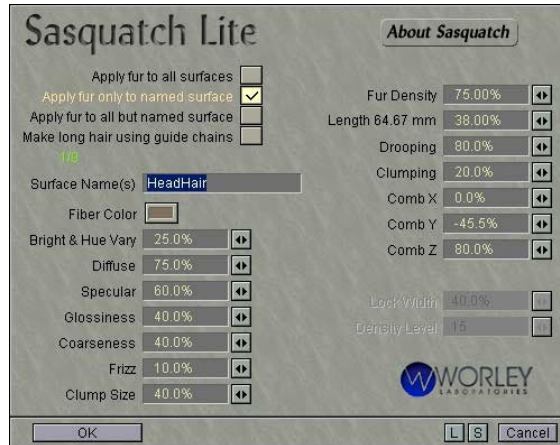 Sasquatch Lite
About Sasquatch
Apply fur to all surfaces
Apply fur only to named surface
Apply fur to all but named surface
Make long hair using guide chains
1/8
Surface Name(s) HeadHair
Fiber Color
Bright & Hue Vary 25.0%
Diffuse 75.0%
Specular 60.0%
Glossiness 40.0%
Coarseness 40.0%
Frizz 10.0%
Clump Size 40.0%
Fur Density 75.00%
Length 64.67 mm 38.00%
Drooping 80.0%
Clumping 20.0%
Comb X 0.0%
Comb Y -45.5%
Comb Z 80.0%
Lock Width 40.0%
Density Level 15
WORLEY
LABORATORIES
OK
L S Cancel